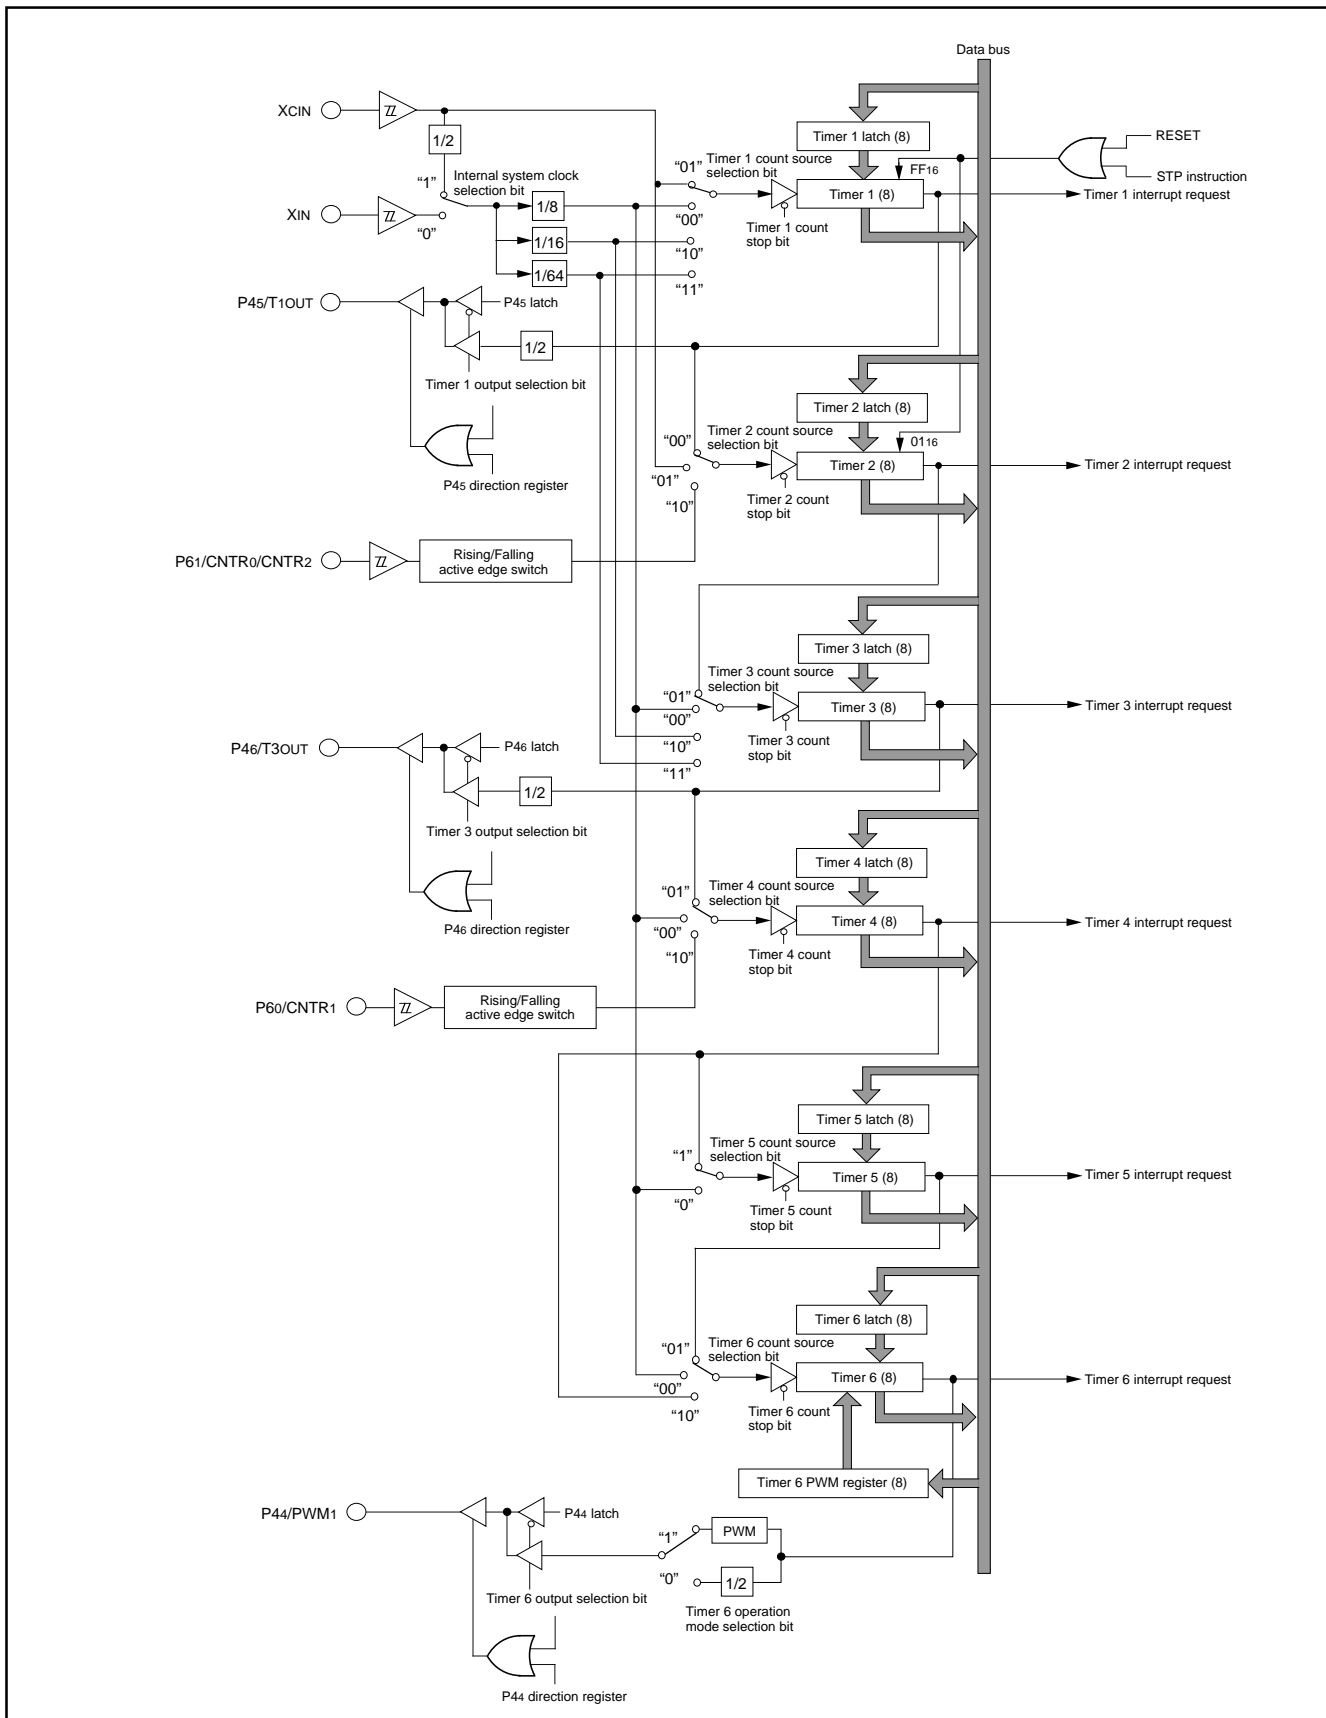 Data bus
XCIN
1/2
Timer 1 latch (8)
RESET
STP instruction
"01"
Timer 1 count source
selection bit
FF16
"1"
Internal system clock
selection bit
Timer 1 (8)
Timer 1 interrupt request
XIN
"0"
1/8
"00"
Timer 1 count
stop bit
1/16
"10"
1/64
"11"
P45/T1OUT
P45 latch
1/2
Timer 1 output selection bit
Timer 2 latch (8)
"00"
Timer 2 count source
selection bit
0116
Timer 2 (8)
Timer 2 interrupt request
"01"
P45 direction register
"10"
Timer 2 count
stop bit
P61/CNTR0/CNTR2
Rising/Falling
active edge switch
Timer 3 latch (8)
Timer 3 count source
selection bit
"01"
"00"
Timer 3 (8)
Timer 3 interrupt request
P46/T3OUT
P46 latch
"10"
Timer 3 count
stop bit
"11"
1/2
Timer 3 output selection bit
Timer 4 latch (8)
"01"
Timer 4 count source
selection bit
Timer 4 (8)
Timer 4 interrupt request
"00"
P46 direction register
"10"
Timer 4 count
stop bit
P60/CNTR1
Rising/Falling
active edge switch
Timer 5 latch (8)
"1"
Timer 5 count source
selection bit
Timer 5 (8)
Timer 5 interrupt request
"0"
Timer 5 count
stop bit
Timer 6 latch (8)
"01"
Timer 6 count source
selection bit
Timer 6 (8)
Timer 6 interrupt request
"00"
"10"
Timer 6 count
stop bit
Timer 6 PWM register (8)
P44/PWM1
P44 latch
"1"
PWM
"0"
1/2
Timer 6 output selection bit
Timer 6 operation
mode selection bit
P44 direction register